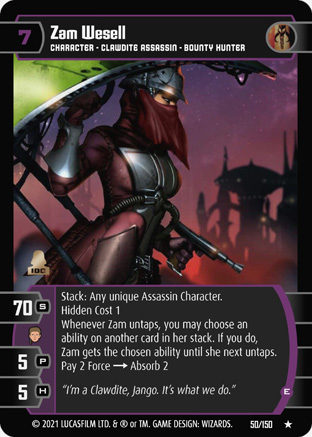 7
Zam Wesell
CHARACTER • CLAWDITE ASSASSIN • BOUNTY HUNTER
IDC
70 S
Stack: Any unique Assassin Character.
Hidden Cost 1
Whenever Zam untaps, you may choose an
ability on another card in her stack. If you do,
Zam gets the chosen ability until she next untaps.
5 P
Pay 2 Force → Absorb 2
5 H
"I'm a Clawdite, Jango. It's what we do."
E
© 2021 LUCASFILM LTD. & ® or TM. GAME DESIGN: WIZARDS.
50/150